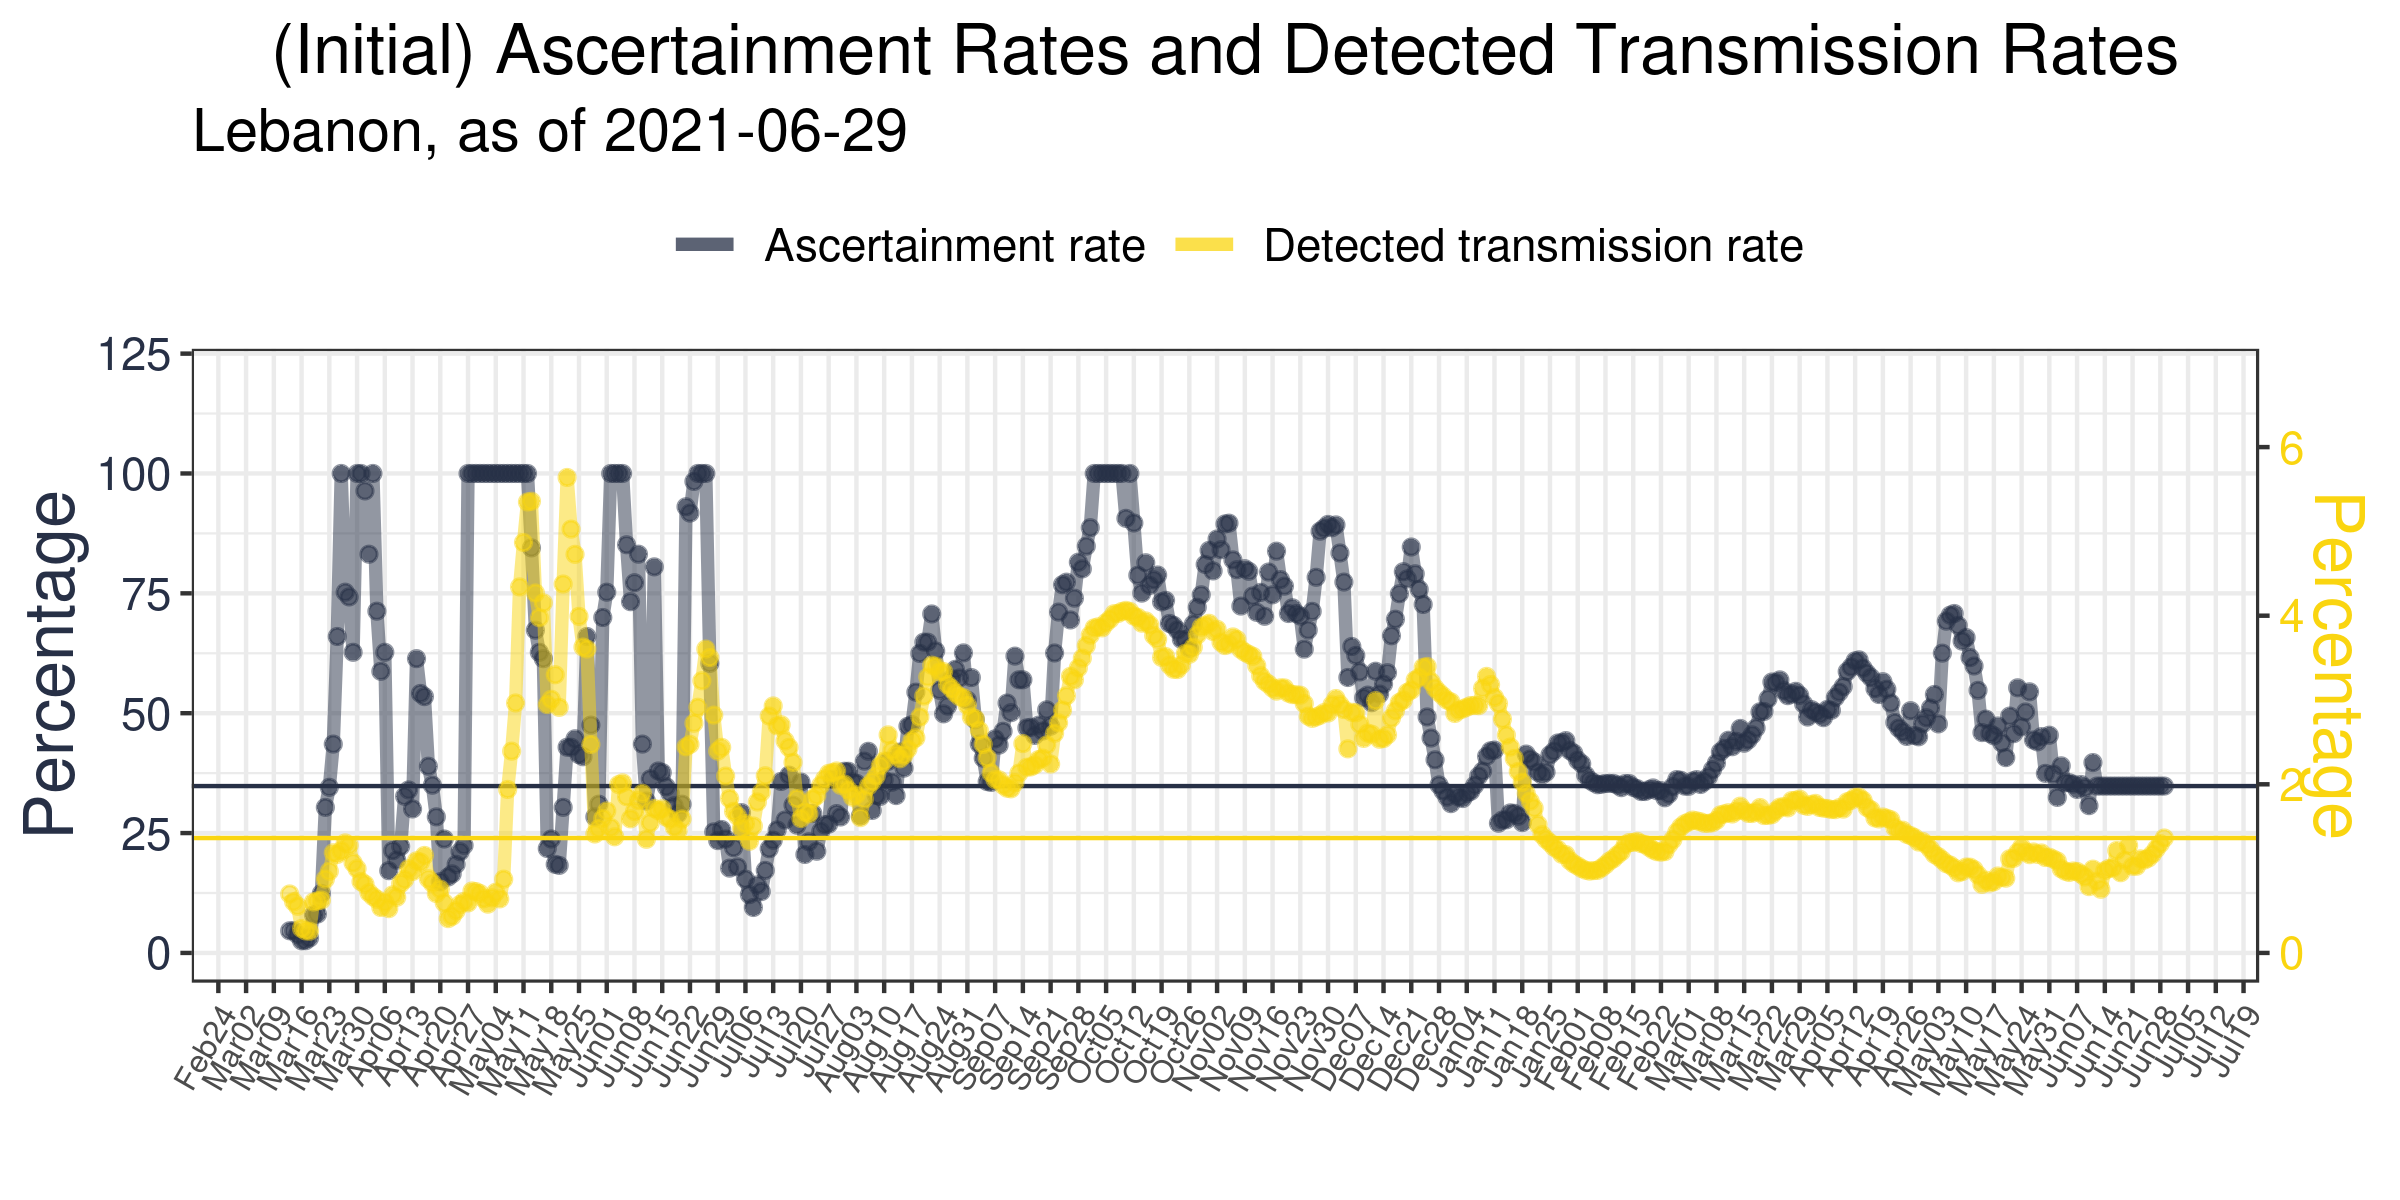 (Initial) Ascertainment Rates and Detected Transmission Rates
Lebanon, as of 2021-06-29
Ascertainment rate
Detected transmission rate
Percentage
125
100
75
50
25
0
6
4
2
0
Percentage
Feb24
Mar02
Mar09
Mar16
Mar23
Mar30
Apr06
Apr13
Apr20
Apr27
May04
May11
May18
May25
Jun01
Jun08
Jun15
Jun22
Jun29
Jul06
Jul13
Jul20
Jul27
Aug03
Aug10
Aug17
Aug24
Aug31
Sep07
Sep14
Sep21
Sep28
Oct05
Oct12
Oct19
Oct26
Nov02
Nov09
Nov16
Nov23
Nov30
Dec07
Dec14
Dec21
Dec28
Jan04
Jan11
Jan18
Jan25
Feb01
Feb08
Feb15
Feb22
Mar01
Mar08
Mar15
Mar22
Mar29
Apr05
Apr12
Apr19
Apr26
May03
May10
May17
May24
May31
Jun07
Jun14
Jun21
Jun28
Jul05
Jul12
Jul19